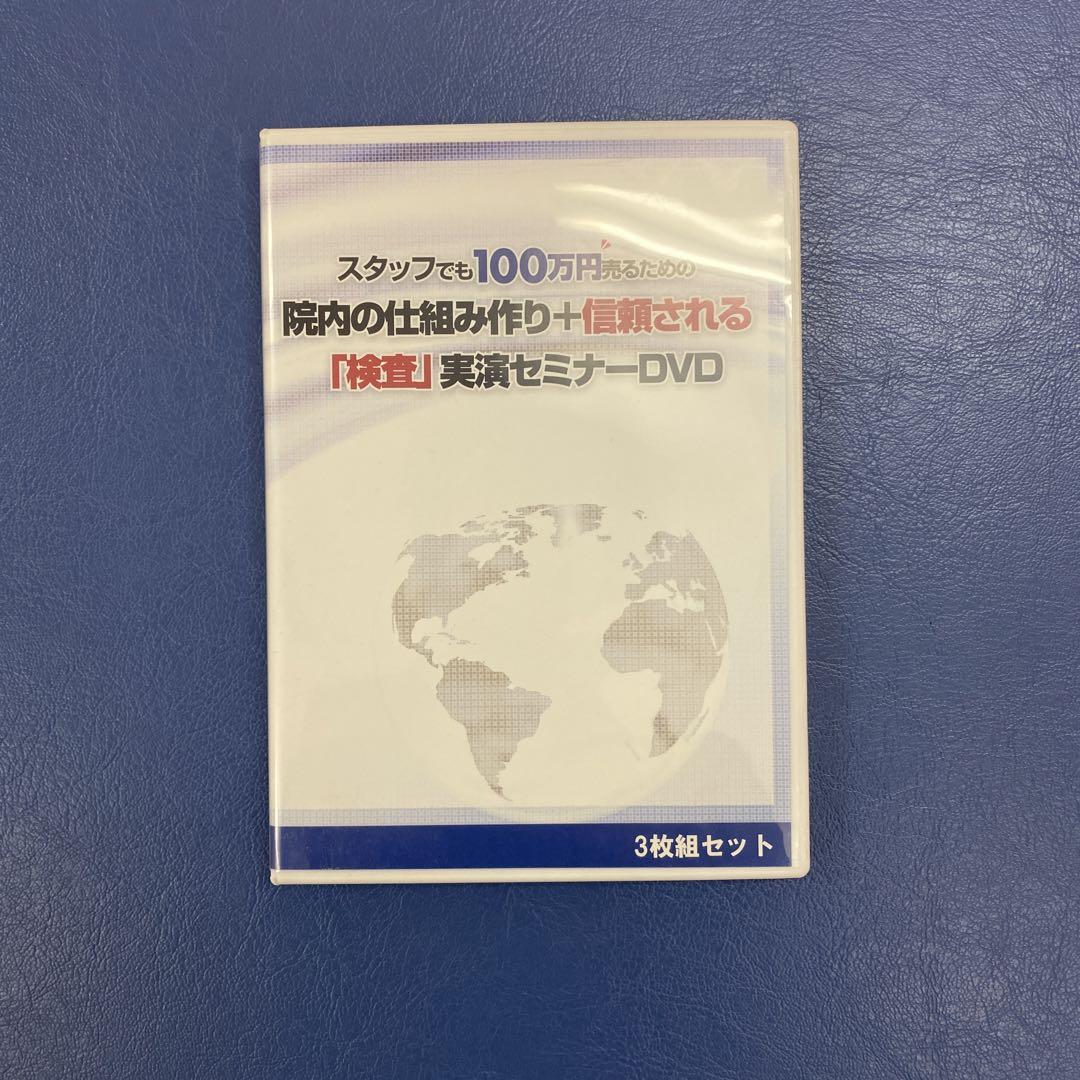 スタッフでも100万円売るための
院内の仕組み作り+信頼される
「検査」実演セミナーDVD
3枚組セット